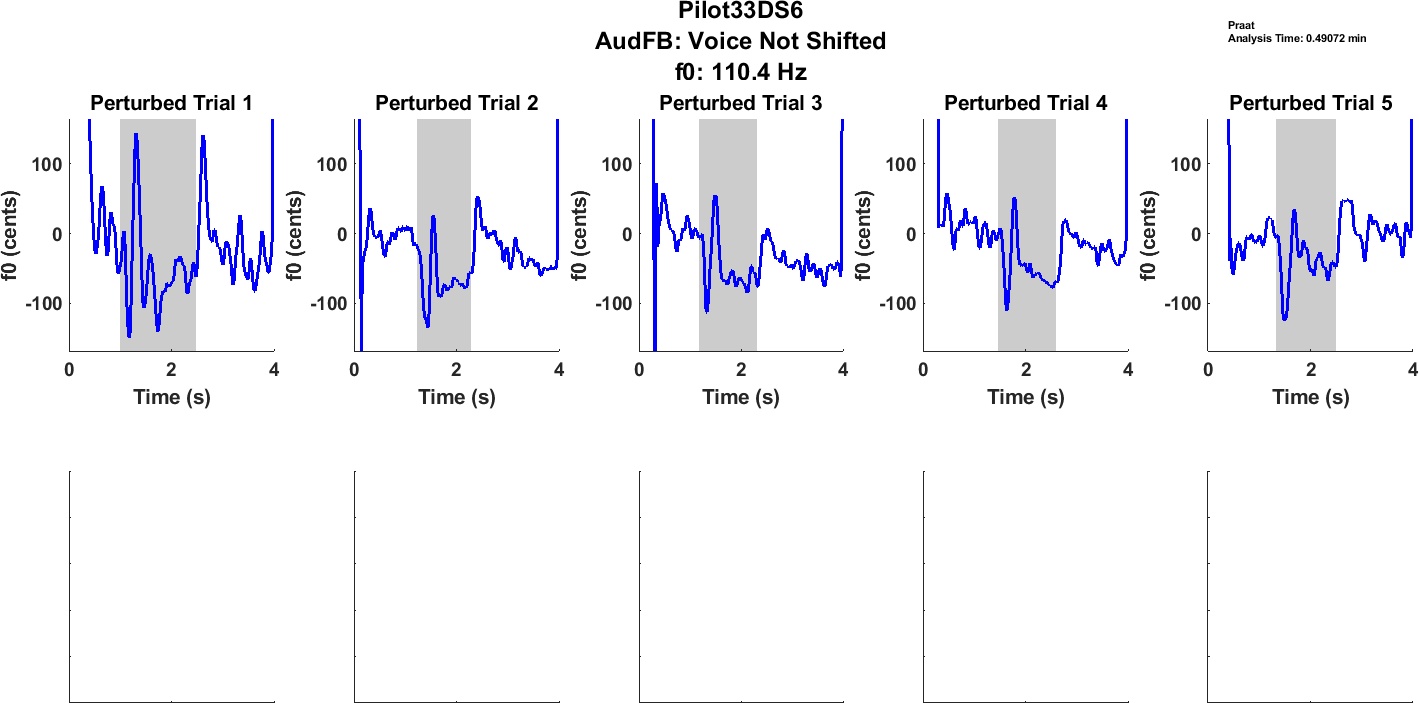 Pilot33DS6
AudFB: Voice Not Shifted
f0: 110.4 Hz
Praat
Analysis Time: 0.49072 min
Perturbed Trial 1
f0 (cents)
100
0
-100
0
2
4
Time (s)
Perturbed Trial 2
f0 (cents)
100
0
-100
0
2
4
Time (s)
Perturbed Trial 3
f0 (cents)
100
0
-100
0
2
4
Time (s)
Perturbed Trial 4
f0 (cents)
100
0
-100
0
2
4
Time (s)
Perturbed Trial 5
f0 (cents)
100
0
-100
0
2
4
Time (s)